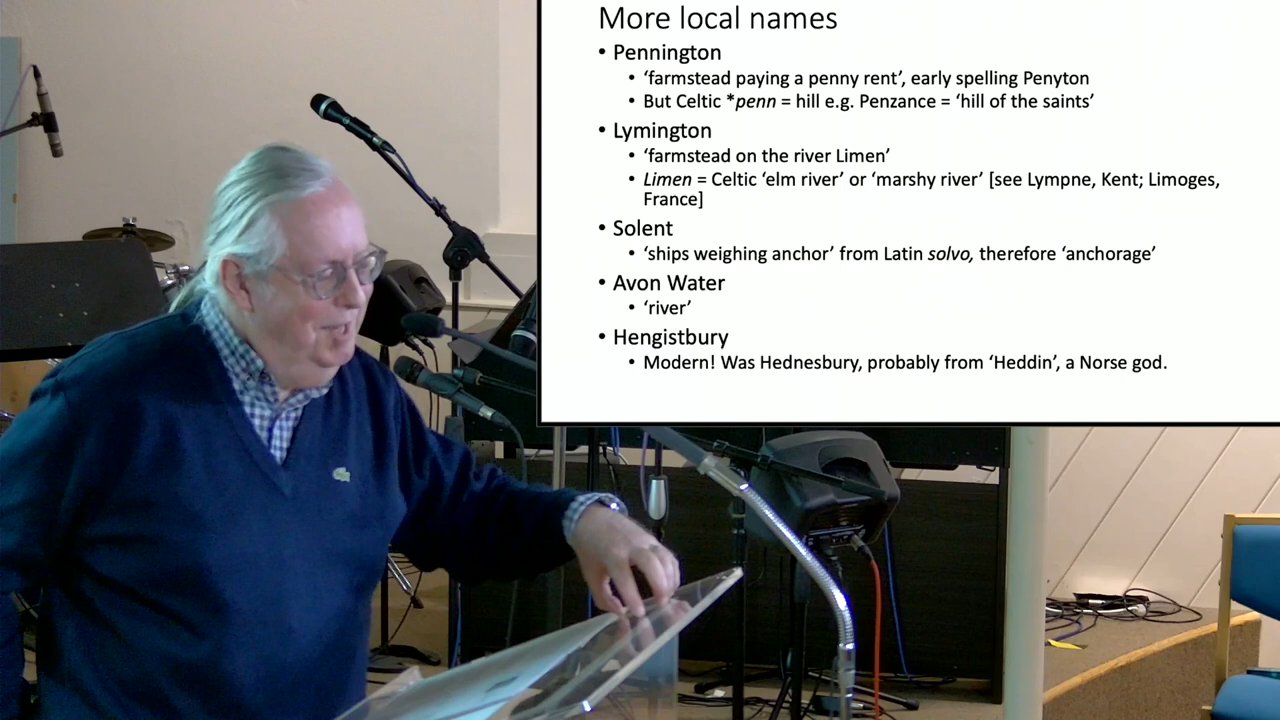 More local names
• Pennington
• ‘farmstead paying a penny rent’, early spelling Penyton
• But Celtic *penn = hill e.g. Penzance = ‘hill of the saints’
• Lymington
• ‘farmstead on the river Limen’
• Limen = Celtic ‘elm river’ or ‘marshy river’ [see Lympne, Kent; Limoges,
France]
• Solent
• ‘ships weighing anchor’ from Latin solvo, therefore ‘anchorage’
• Avon Water
• ‘river’
• Hengistbury
• Modern! Was Hednesbury, probably from ‘Heddin’, a Norse god.